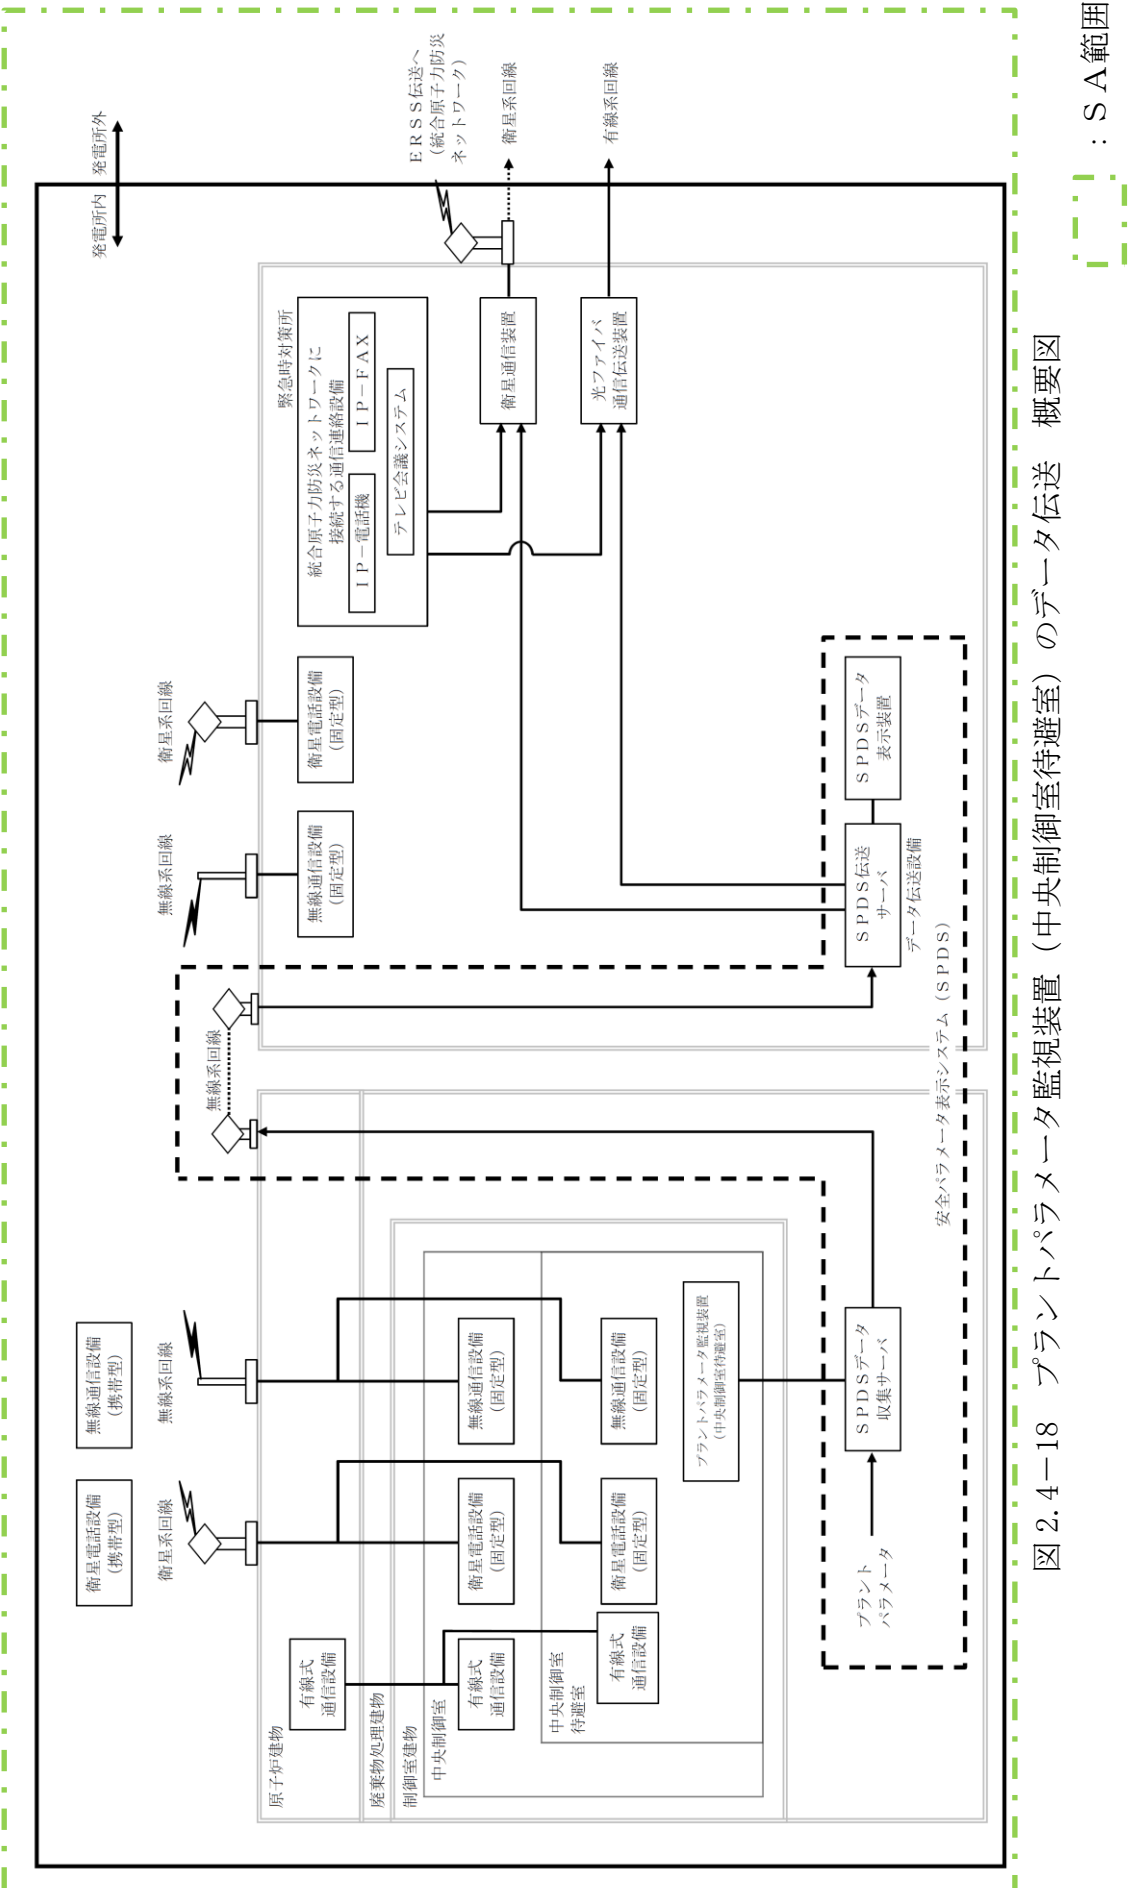 発電所内 発電所外
ＥＲＳＳ伝送へ
（統合原子力防災
ネットワーク）
衛星系回線
有線系回線
緊急時対策所
統合原子力防災ネットワークに
接続する通信連絡設備
ＩＰ－電話機
ＩＰ－ＦＡＸ
テレビ会議システム
衛星通信装置
光ファイバ
通信伝送装置
衛星系回線
衛星電話設備
（固定型）
無線系回線
無線通信設備
（固定型）
ＳＰＤＳデータ
表示装置
ＳＰＤＳ伝送
サーバ
データ伝送設備
安全パラメータ表示システム（ＳＰＤＳ）
無線系回線
無線通信設備
（携帯型）
無線系回線
衛星電話設備
（携帯型）
衛星系回線
無線通信設備
（固定型）
無線通信設備
（固定型）
プラントパラメータ監視装置
（中央制御室待避室）
衛星電話設備
（固定型）
衛星電話設備
（固定型）
ＳＰＤＳデータ
収集サーバ
プラント
パラメータ
有線式
通信設備
有線式
通信設備
有線式
通信設備
原子炉建物
廃棄物処理建物
制御室建物
中央制御室
中央制御室
待避室
図 2.4－18　プラントパラメータ監視装置（中央制御室待避室）のデータ伝送　概要図
：ＳＡ範囲